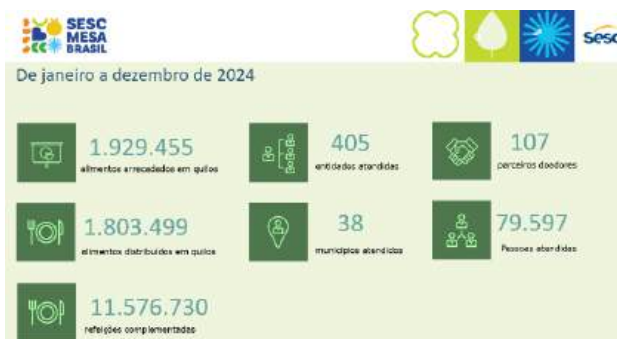 SESC
MESA
BRASIL
Sesc
De janeiro a dezembro de 2024
1.929.455
alimentos arrecadados em quilos
405
entidades atendidas
107
parceiros doadores
1.803.499
alimentos distribuídos em quilos
38
municípios atendidos
79.597
Pessoas atendidas
11.576.730
refeições complementadas